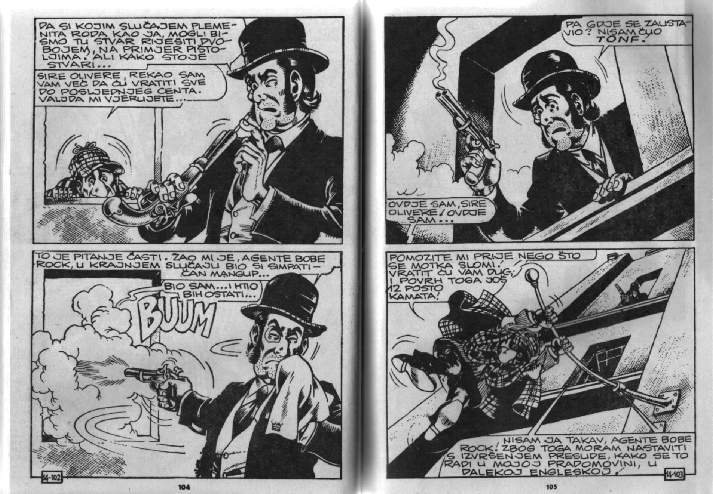 DA SI KOJIM SLUČAJEM PLEME-
NITA RODA KAO JA, MOGLI BI-
SMO TU STVAR RIJEŠITI DVO-
BOJEM, NA PRIMJER PIŠTO-
LJIMA. ALI KAKO STOJE
STVARI...
SIRE OLIVERE, REKAO SAM
VAM VEĆ DA ĆU VRATITI SVE
DO POSLJEDNJEG CENTA.
VALJDA MI VJERUJETE...
TO JE PITANJE ČASTI. ŽAO MI JE, AGENTE BOBE
ROCK, U KRAJNJEM SLUČAJU BIO SI SIMPATI-
ČAN MANGUP...
BIO SAM... I HTIO
BIH OSTATI...
BUUM
54-102
104
PA GDJE SE ZAUSTA-
VIO? NISAM ČUO
TONF.
OVDJE SAM, SIRE
OLIVERE! OVDJE
SAM...
POMOZITE MI PRIJE NEGO ŠTO
SE MOTKA SLOMI!
VRATIT ĆU VAM DUG,
I POVRH TOGA JOŠ
12 POSTO
KAMATA!
NISAM JA TAKAV, AGENTE BOBE
ROCK! ZBOG TOGA MORAM NASTAVITI
S IZVRŠENJEM PRESUDE, KAKO SE TO
RADI U MOJOJ PRADOMOVINI, U
DALEKOJ ENGLESKOJ!
54-103
105